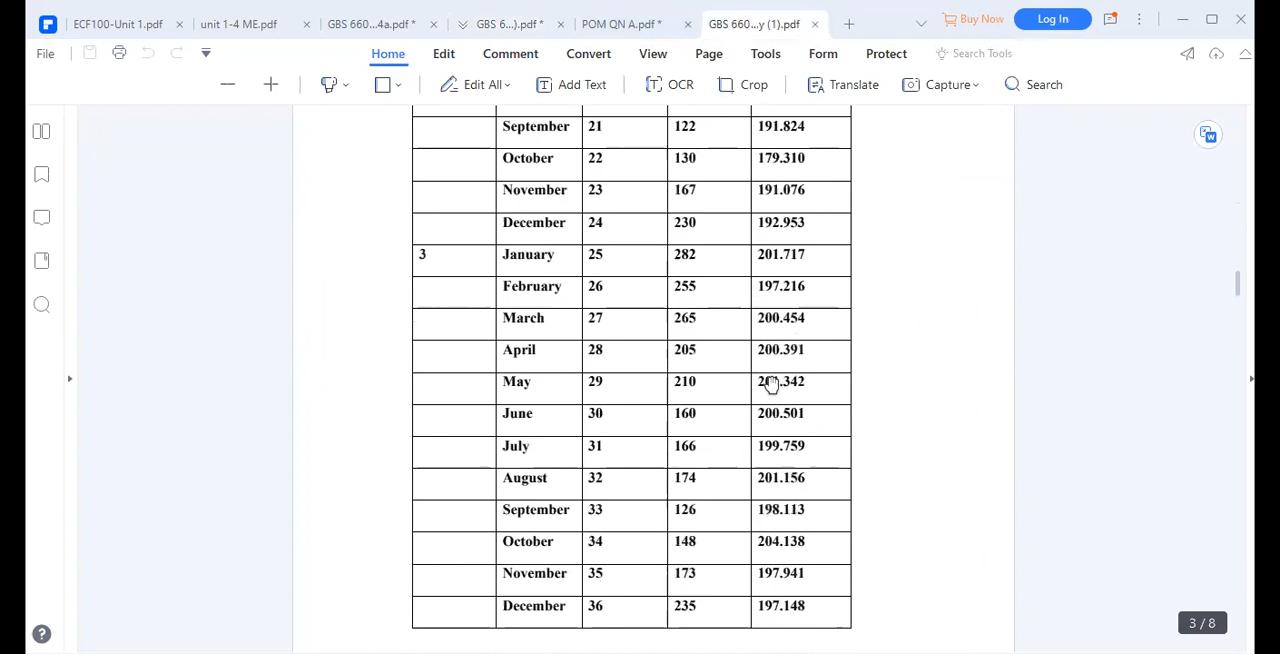 ECF100-Unit 1.pdf unit 1-4 ME.pdf GBS 660...4a.pdf * GBS 6...).pdf * POM QN A.pdf * GBS 660...y (1).pdf Buy Now Log In
File Home Edit Comment Convert View Page Tools Form Protect Search Tools
Edit All Add Text OCR Crop Translate Capture Search
September 21 122 191.824
October 22 130 179.310
November 23 167 191.076
December 24 230 192.953
3 January 25 282 201.717
February 26 255 197.216
March 27 265 200.454
April 28 205 200.391
May 29 210
June 30 160 200.501
July 31 166 199.759
August 32 174 201.156
September 33 126 198.113
October 34 148 204.138
November 35 173 197.941
December 36 235 197.148
3 / 8